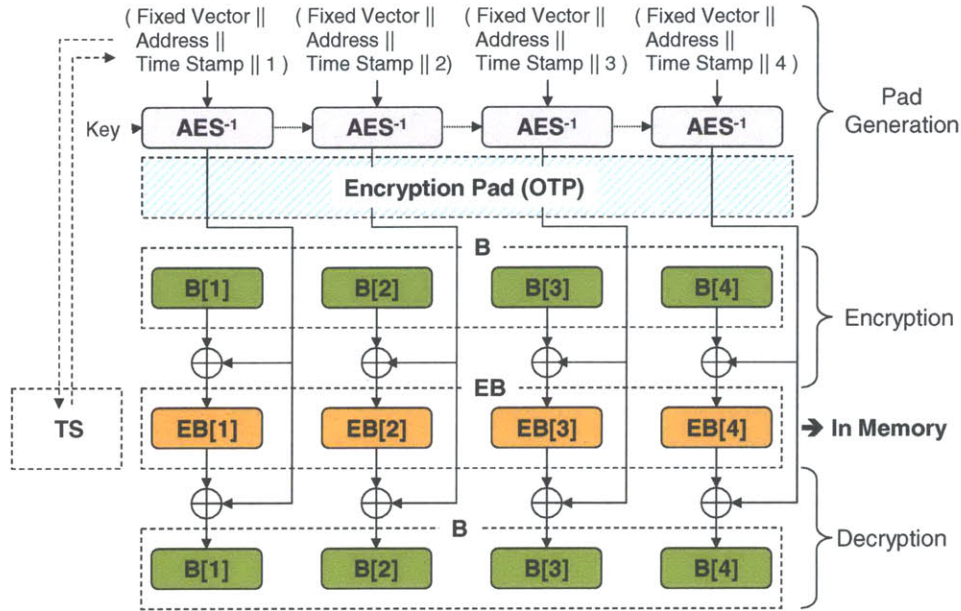 ( Fixed Vector ||
Address ||
Time Stamp || 1 )
( Fixed Vector ||
Address ||
Time Stamp || 2)
( Fixed Vector ||
Address ||
Time Stamp || 3 )
( Fixed Vector ||
Address ||
Time Stamp || 4 )
Pad
Generation
Key
AES⁻¹
AES⁻¹
AES⁻¹
AES⁻¹
Encryption Pad (OTP)
B
B[1]
B[2]
B[3]
B[4]
Encryption
EB
TS
EB[1]
EB[2]
EB[3]
EB[4]
➔ In Memory
B
Decryption
B[1]
B[2]
B[3]
B[4]